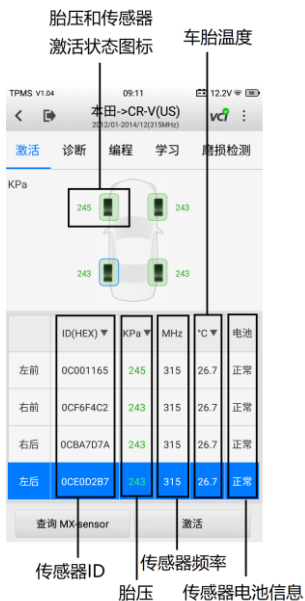 胎压和传感器
激活状态图标
车胎温度
TPMS V1.04 09:11 12.2V
本田->CR-V(US)
2012/01-2014/12(315MHz)
vci
激活 诊断 编程 学习 磨损检测
KPa
245 243
243 243
ID(HEX)▼ KPa▼ MHz °C▼ 电池
左前 0C001165 245 315 26.7 正常
右前 0CF6F4C2 243 315 26.7 正常
右后 0CBA7D7A 243 315 26.7 正常
左后 0CE0D2B7 243 315 26.7 正常
查询 MX-sensor 激活
传感器ID
胎压
传感器频率
传感器电池信息